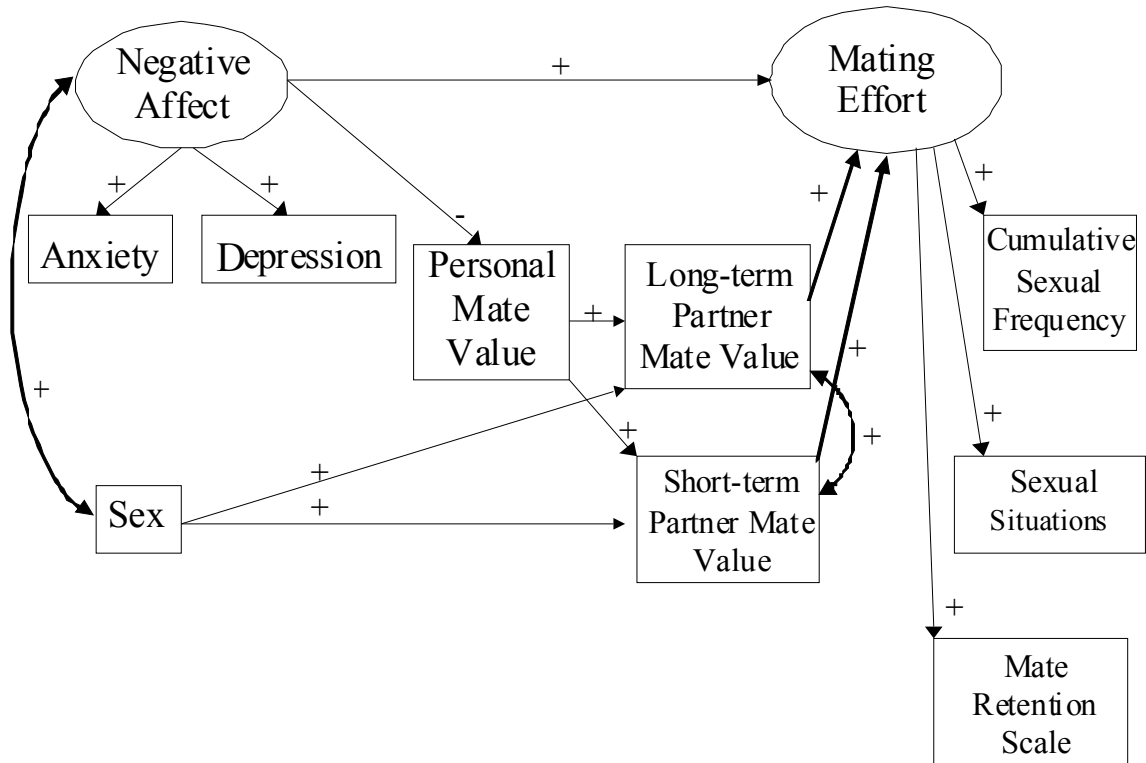 Negative
Affect
+
Mating
Effort
+
+
-
+
+
Anxiety
Depression
Personal
Mate
Value
+
Long-term
Partner
Mate Value
+
Cumulative
Sexual
Frequency
+
+
+
+
+
+
Sex
Short-term
Partner Mate
Value
Sexual
Situations
+
Mate
Retention
Scale